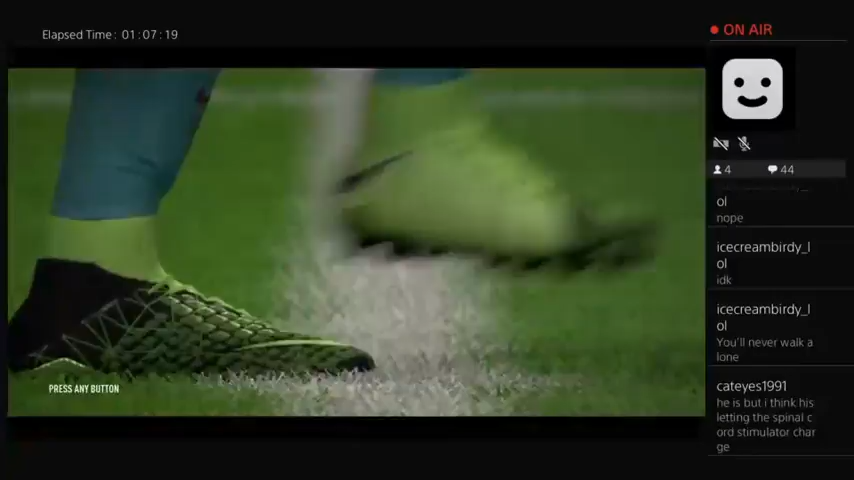 Elapsed Time: 01:07:19
ON AIR
4
44
ol
nope
icecreambirdy_l
ol
idk
icecreambirdy_l
ol
You'll never walk a
lone
cateyes1991
he is but i think his
letting the spinal c
ord stimulator char
ge
PRESS ANY BUTTON